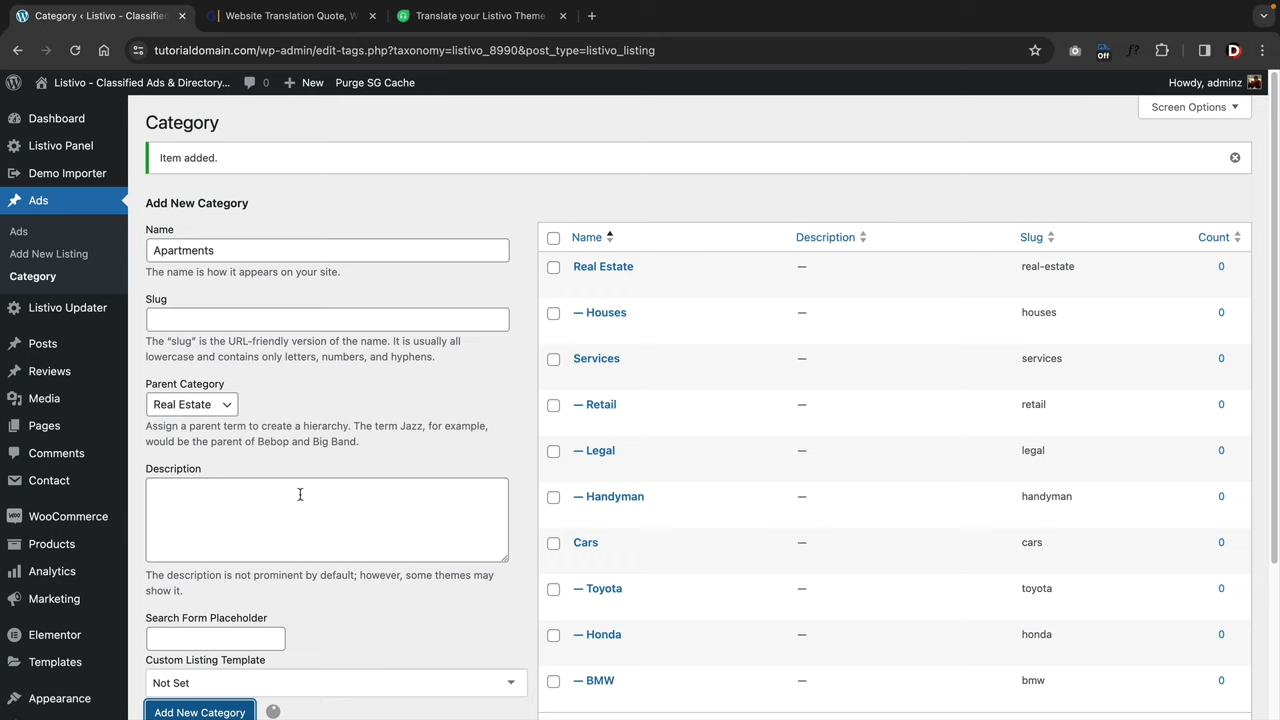 Category ‹ Listivo – Classifie
Website Translation Quote, W
Translate your Listivo Theme
tutorialdomain.com/wp-admin/edit-tags.php?taxonomy=listivo_8990&post_type=listivo_listing
Off
f?
D
Listivo – Classified Ads & Directory...
0
New
Purge SG Cache
Howdy, adminz
Screen Options
Dashboard
Listivo Panel
Demo Importer
Ads
Ads
Add New Listing
Category
Listivo Updater
Posts
Reviews
Media
Pages
Comments
Contact
WooCommerce
Products
Analytics
Marketing
Elementor
Templates
Appearance
Category
Item added.
Add New Category
Name
Apartments
The name is how it appears on your site.
Slug
The “slug” is the URL-friendly version of the name. It is usually all
lowercase and contains only letters, numbers, and hyphens.
Parent Category
Real Estate
Assign a parent term to create a hierarchy. The term Jazz, for example,
would be the parent of Bebop and Big Band.
Description
The description is not prominent by default; however, some themes may
show it.
Search Form Placeholder
Custom Listing Template
Not Set
Add New Category
Name Description Slug Count
Real Estate — real-estate 0
— Houses — houses 0
Services — services 0
— Retail — retail 0
— Legal — legal 0
— Handyman — handyman 0
Cars — cars 0
— Toyota — toyota 0
— Honda — honda 0
— BMW — bmw 0